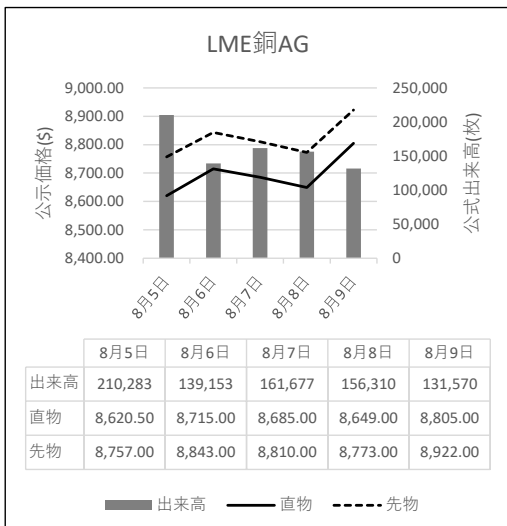 LME銅AG
公示価格($)
9,000.00
8,900.00
8,800.00
8,700.00
8,600.00
8,500.00
8,400.00
250,000
200,000
150,000
100,000
50,000
0
公式出来高(枚)
8月5日
8月6日
8月7日
8月8日
8月9日
8月5日 8月6日 8月7日 8月8日 8月9日
出来高 210,283 139,153 161,677 156,310 131,570
直物 8,620.50 8,715.00 8,685.00 8,649.00 8,805.00
先物 8,757.00 8,843.00 8,810.00 8,773.00 8,922.00
出来高 直物 先物